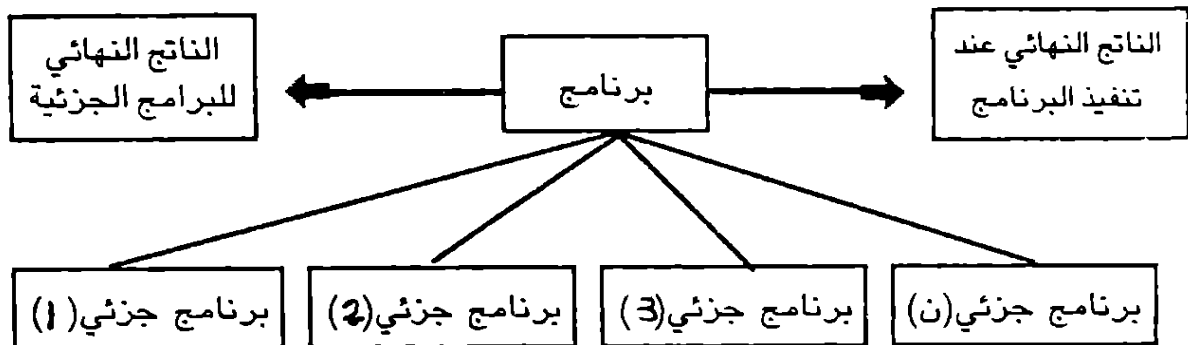 الناتج النهائي عند
تنفيذ البرنامج
برنامج
الناتج النهائي
للبرامج الجزئية
برنامج جزئي(1)
برنامج جزئي(2)
برنامج جزئي(3)
برنامج جزئي(ن)